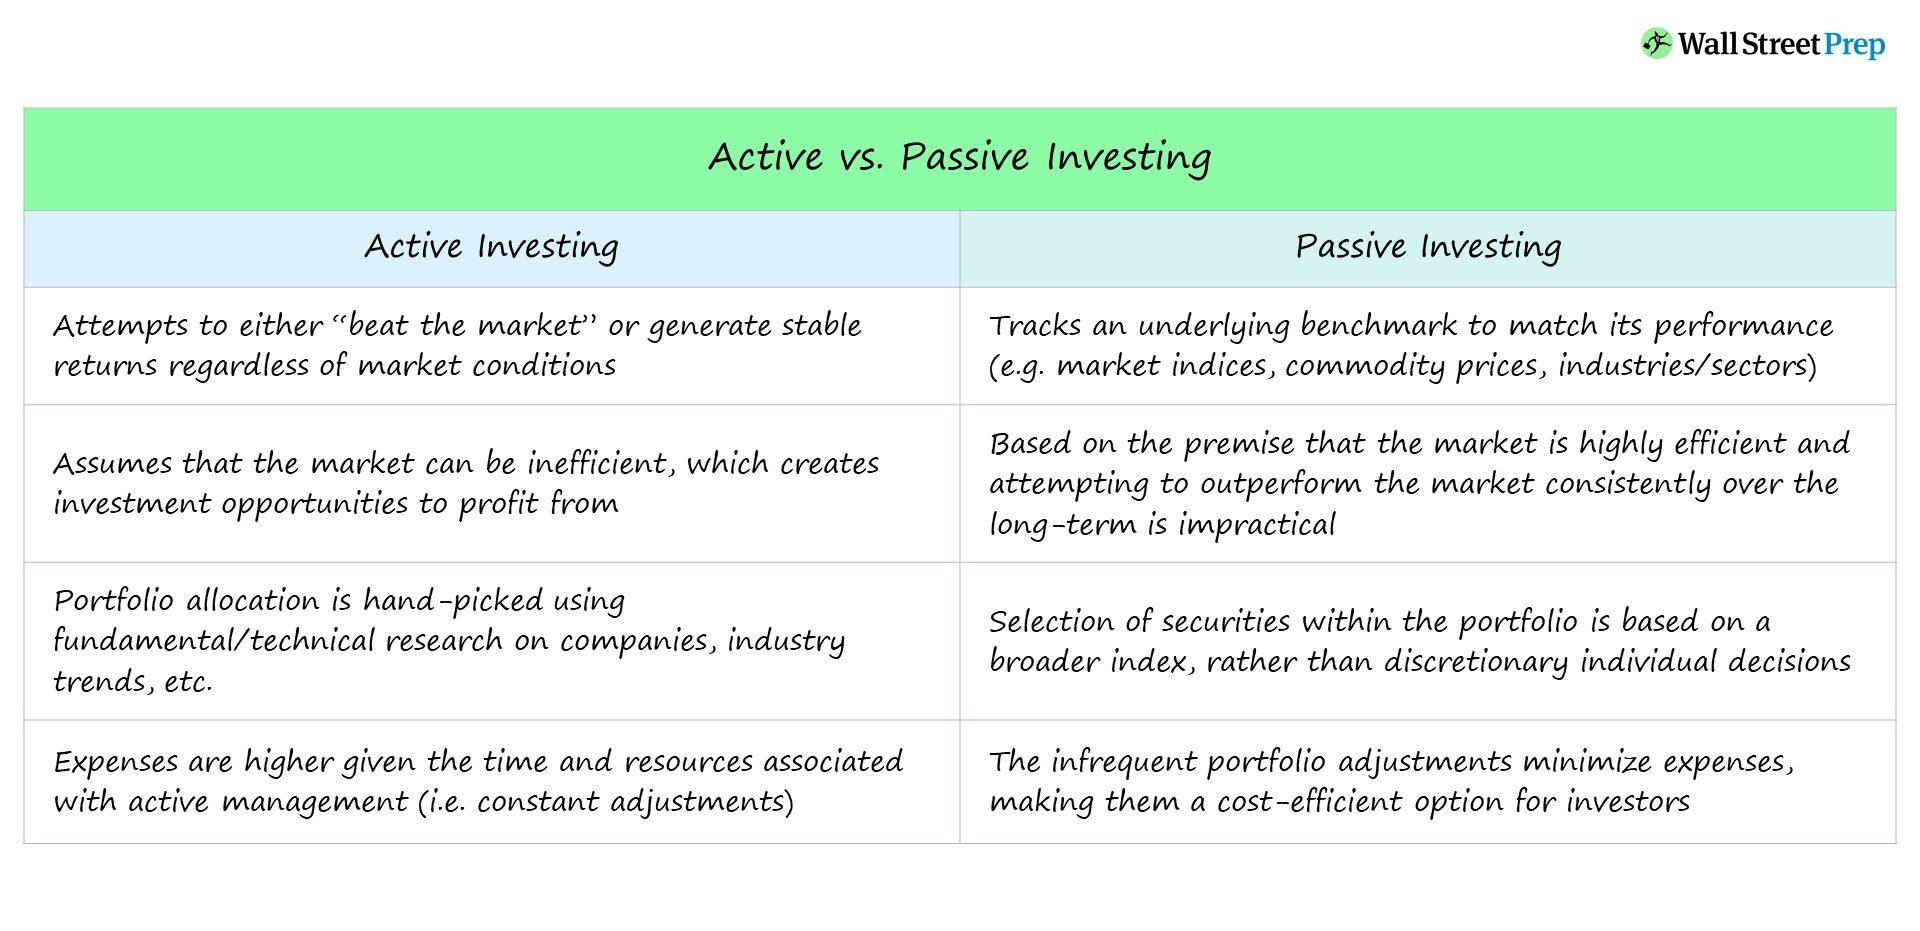 Wall Street Prep
Active vs. Passive Investing
Active Investing
Passive Investing
Attempts to either “beat the market” or generate stable
returns regardless of market conditions
Tracks an underlying benchmark to match its performance
(e.g. market indices, commodity prices, industries/sectors)
Assumes that the market can be inefficient, which creates
investment opportunities to profit from
Based on the premise that the market is highly efficient and
attempting to outperform the market consistently over the
long-term is impractical
Portfolio allocation is hand-picked using
fundamental/technical research on companies, industry
trends, etc.
Selection of securities within the portfolio is based on a
broader index, rather than discretionary individual decisions
Expenses are higher given the time and resources associated
with active management (i.e. constant adjustments)
The infrequent portfolio adjustments minimize expenses,
making them a cost-efficient option for investors